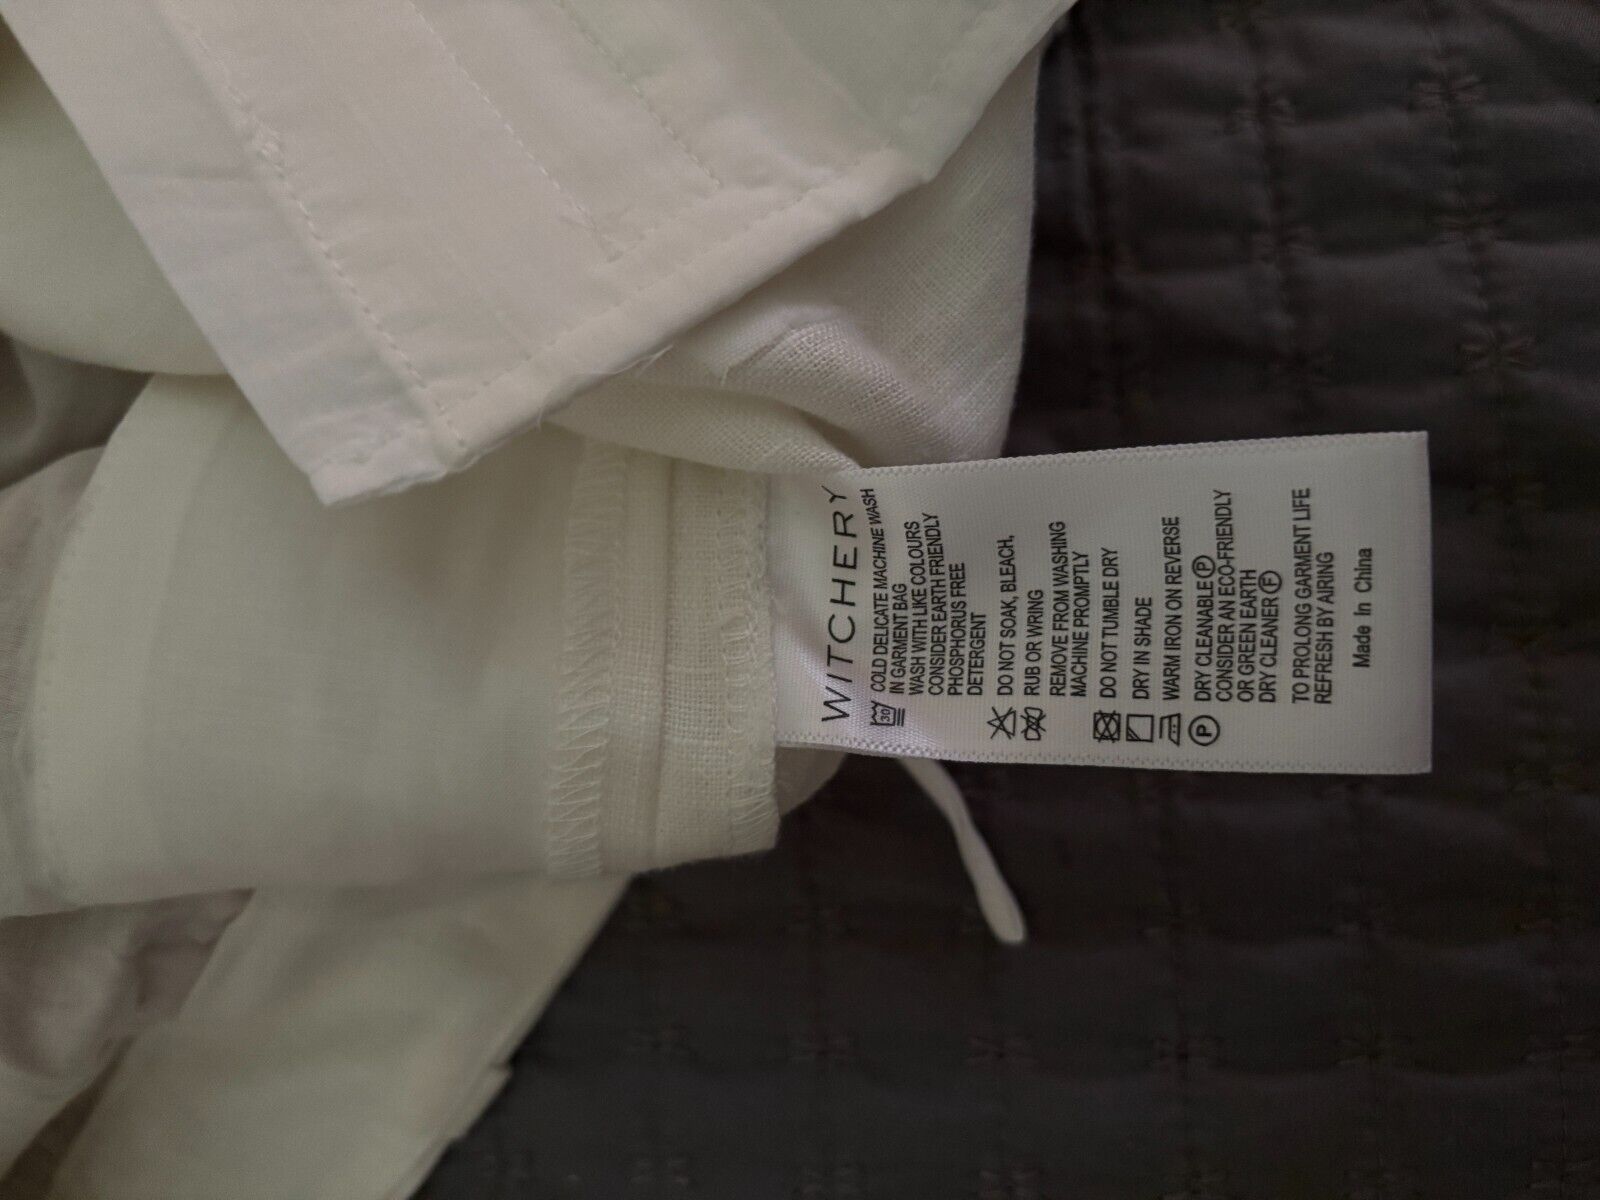 WITCHERY
30
COLD DELICATE MACHINE WASH
IN GARMENT BAG
WASH WITH LIKE COLOURS
CONSIDER EARTH FRIENDLY
PHOSPHORUS FREE
DETERGENT
DO NOT SOAK, BLEACH,
RUB OR WRING
REMOVE FROM WASHING
MACHINE PROMPTLY
DO NOT TUMBLE DRY
DRY IN SHADE
WARM IRON ON REVERSE
P DRY CLEANABLE Ⓟ
CONSIDER AN ECO-FRIENDLY
OR GREEN EARTH
DRY CLEANER Ⓕ
TO PROLONG GARMENT LIFE
REFRESH BY AIRING
Made In China